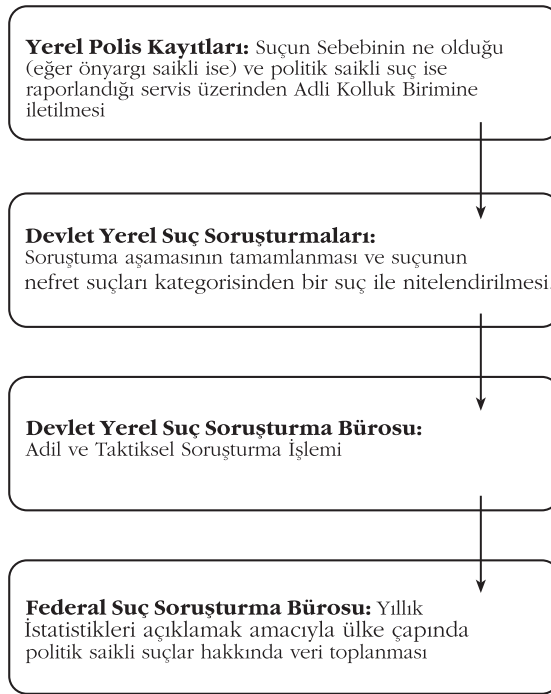 Yerel Polis Kayıtları: Suçun Sebebinin ne olduğu
(eğer önyargı saikli ise) ve politik saikli suç ise
raporlandığı servis üzerinden Adli Kolluk Birimine
iletilmesi
Devlet Yerel Suç Soruşturmaları:
Soruştuma aşamasının tamamlanması ve suçunun
nefret suçları kategorisinden bir suç ile nitelendirilmesi.
Devlet Yerel Suç Soruşturma Bürosu:
Adil ve Taktiksel Soruşturma İşlemi
Federal Suç Soruşturma Bürosu: Yıllık
İstatistikleri açıklamak amacıyla ülke çapında
politik saikli suçlar hakkında veri toplanması